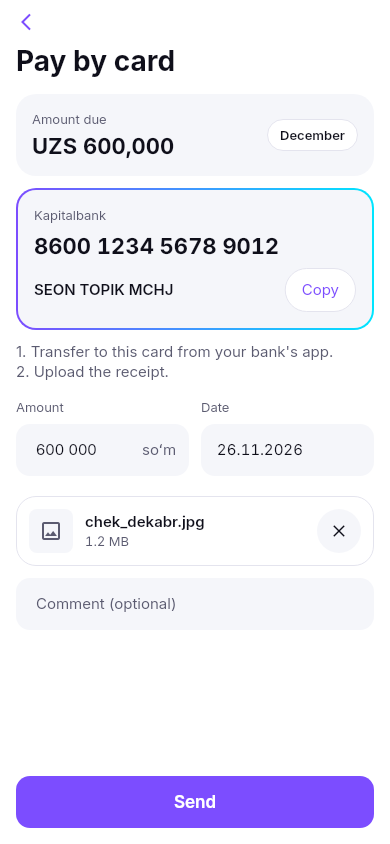 Pay by card
Amount due
UZS 600,000
December
Kapitalbank
8600 1234 5678 9012
SEON TOPIK MCHJ
Copy
1. Transfer to this card from your bank's app.
2. Upload the receipt.
Amount
Date
600 000
soʻm
26.11.2026
chek_dekabr.jpg
1.2 MB
Comment (optional)
Send